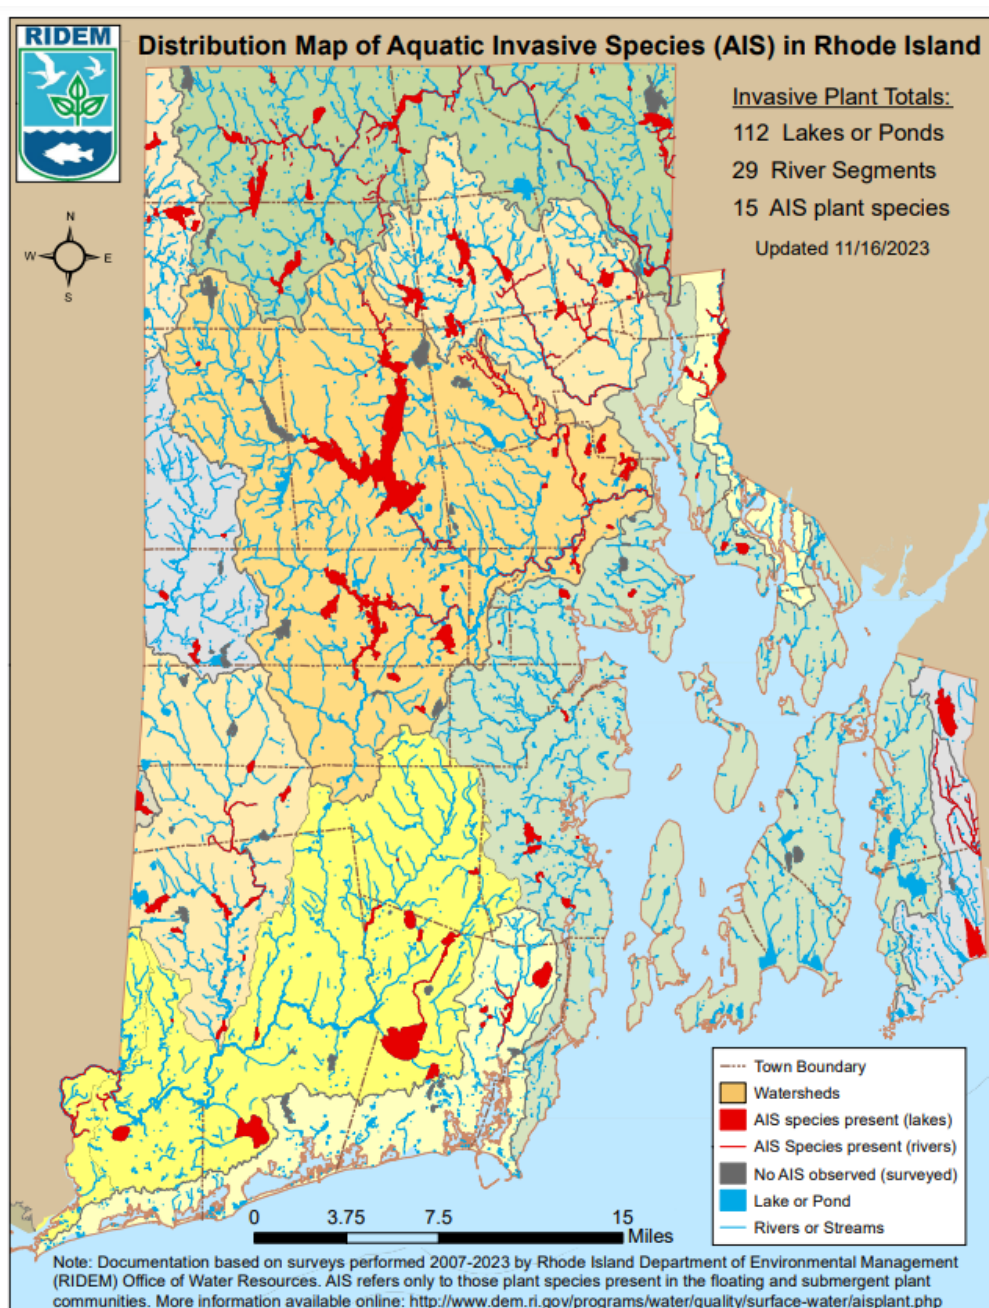 RIDEM
Distribution Map of Aquatic Invasive Species (AIS) in Rhode Island
Invasive Plant Totals:
112 Lakes or Ponds
29 River Segments
15 AIS plant species
Updated 11/16/2023
N
W E
S
Town Boundary
Watersheds
AIS species present (lakes)
AIS Species present (rivers)
No AIS observed (surveyed)
Lake or Pond
Rivers or Streams
0 3.75 7.5 15
Miles
Note: Documentation based on surveys performed 2007-2023 by Rhode Island Department of Environmental Management
(RIDEM) Office of Water Resources. AIS refers only to those plant species present in the floating and submergent plant
communities. More information available online: http://www.dem.ri.gov/programs/water/quality/surface-water/aisplant.php